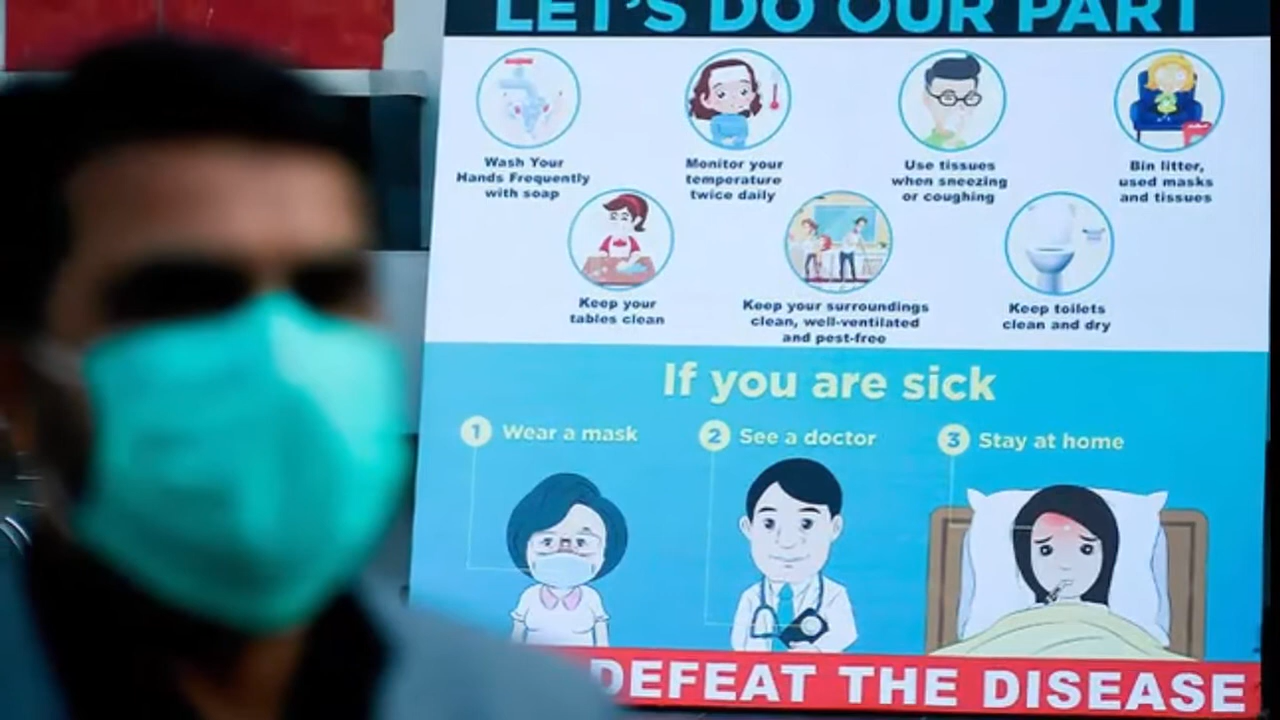 LET'S DO OUR PART
Wash Your
Hands Frequently
with soap
Monitor your
temperature
twice daily
Use tissues
when sneezing
or coughing
Bin litter,
used masks
and tissues
Keep your
tables clean
Keep your surroundings
clean, well-ventilated
and pest-free
Keep toilets
clean and dry
If you are sick
1 Wear a mask
2 See a doctor
3 Stay at home
DEFEAT THE DISEASE